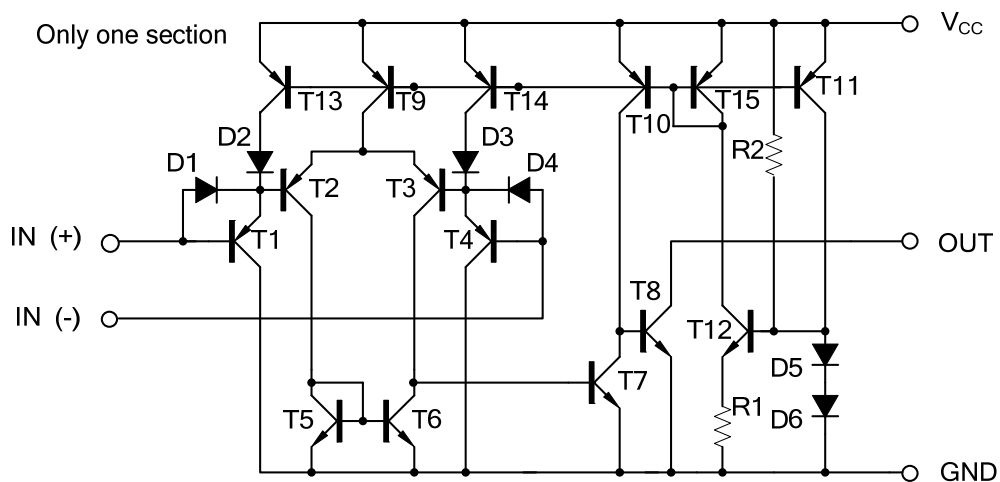 Only one section
VCC
T13
T9
T14
T10
T15
T11
D2
D3
R2
D1
D4
T2
T3
IN (+)
T1
T4
OUT
IN (-)
T8
T12
D5
T7
R1
D6
T5
T6
GND